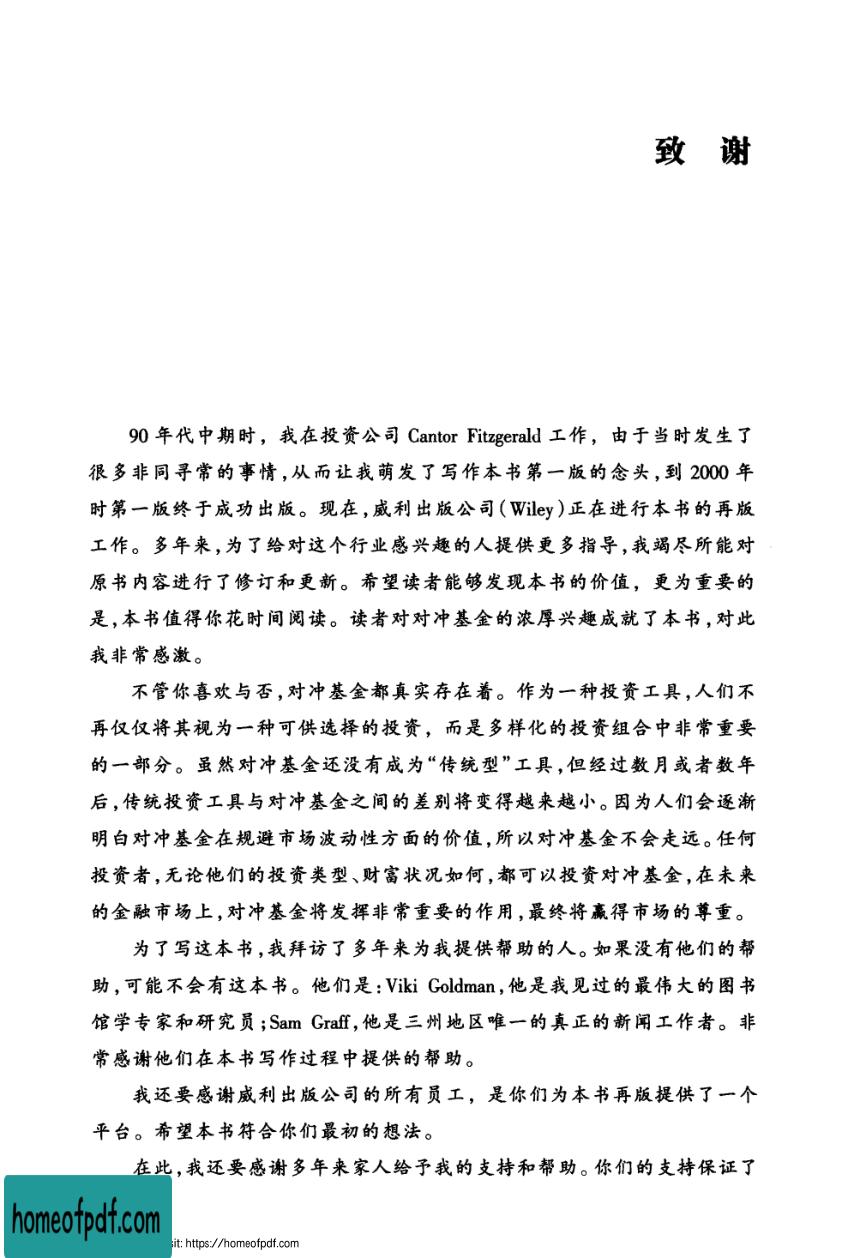 致 谢
90 年代中期时，我在投资公司 Cantor Fitzgerald 工作，由于当时发生了
很多非同寻常的事情，从而让我萌发了写作本书第一版的念头，到 2000 年
时第一版终于成功出版。现在，威利出版公司(Wiley)正在进行本书的再版
工作。多年来，为了给对这个行业感兴趣的人提供更多指导，我竭尽所能对
原书内容进行了修订和更新。希望读者能够发现本书的价值，更为重要的
是，本书值得你花时间阅读。读者对对冲基金的浓厚兴趣成就了本书，对此
我非常感激。
不管你喜欢与否，对冲基金都真实存在着。作为一种投资工具，人们不
再仅仅将其视为一种可供选择的投资，而是多样化的投资组合中非常重要
的一部分。虽然对冲基金还没有成为“传统型”工具，但经过数月或者数年
后，传统投资工具与对冲基金之间的差别将变得越来越小。因为人们会逐渐
明白对冲基金在规避市场波动性方面的价值，所以对冲基金不会走远。任何
投资者，无论他们的投资类型、财富状况如何，都可以投资对冲基金，在未来
的金融市场上，对冲基金将发挥非常重要的作用，最终将赢得市场的尊重。
为了写这本书，我拜访了多年来为我提供帮助的人。如果没有他们的帮
助，可能不会有这本书。他们是：Viki Goldman，他是我见过的最伟大的图书
馆学专家和研究员；Sam Graff，他是三州地区唯一的真正的新闻工作者。非
常感谢他们在本书写作过程中提供的帮助。
我还要感谢威利出版公司的所有员工，是你们为本书再版提供了一个
平台。希望本书符合你们最初的想法。
在此，我还要感谢多年来家人给予我的支持和帮助。你们的支持保证了
homeofpdf.com
sit: https://homeofpdf.com